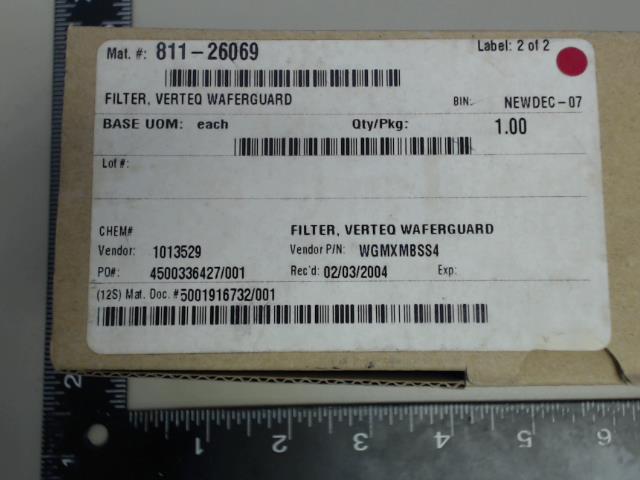 Mat. #: 811-26069 Label: 2 of 2
FILTER, VERTEQ WAFERGUARD BIN: NEWDEC-07
BASE UOM: each Qty/Pkg: 1.00
Lot #:
CHEM# FILTER, VERTEQ WAFERGUARD
Vendor: 1013529 Vendor P/N: WGMXMBSS4
PO#: 4500336427/001 Rec'd: 02/03/2004 Exp:
(12S) Mat. Doc. #5001916732/001
2
1
1 2 3 4 5 6